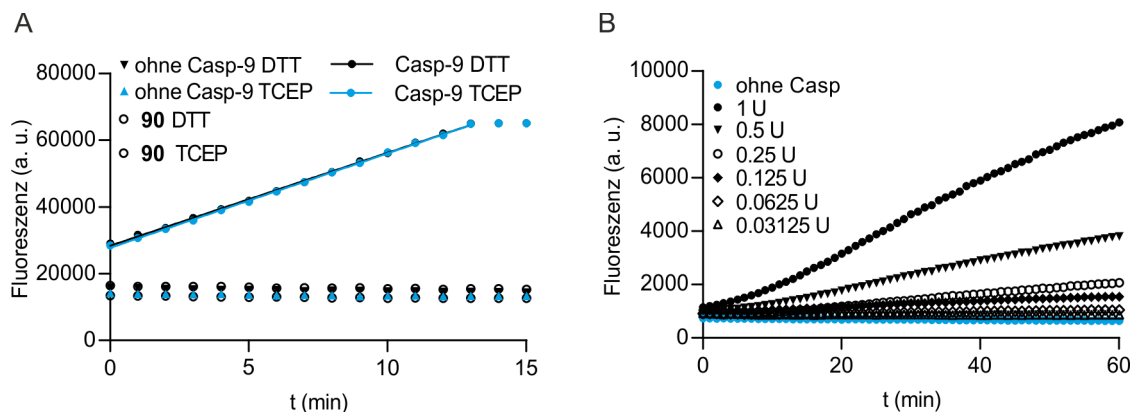 A
Fluoreszenz (a. u.)
80000
60000
40000
20000
0
▼ ohne Casp-9 DTT
▲ ohne Casp-9 TCEP
90 DTT
90 TCEP
Casp-9 DTT
Casp-9 TCEP
0 5 10 15
t (min)
B
Fluoreszenz (a. u.)
10000
8000
6000
4000
2000
0
ohne Casp
1 U
0.5 U
0.25 U
0.125 U
0.0625 U
0.03125 U
0 20 40 60
t (min)